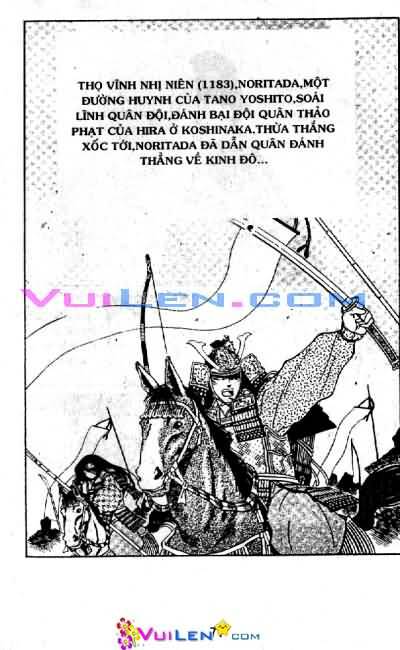 THỌ VĨNH NHỊ NIÊN (1183),NORITADA,MỘT
ĐƯỜNG HUYNH CỦA TANO YOSHITO,SOÁI
LĨNH QUÂN ĐỘI,ĐÁNH BẠI ĐỘI QUÂN THẢO
PHẠT CỦA HIRA Ở KOSHINAKA.THỪA THẮNG
XỐC TỚI,NORITADA ĐÃ DẪN QUÂN ĐÁNH
THẲNG VỀ KINH ĐÔ...
VUILEN.COM
7
VUILEN.COM